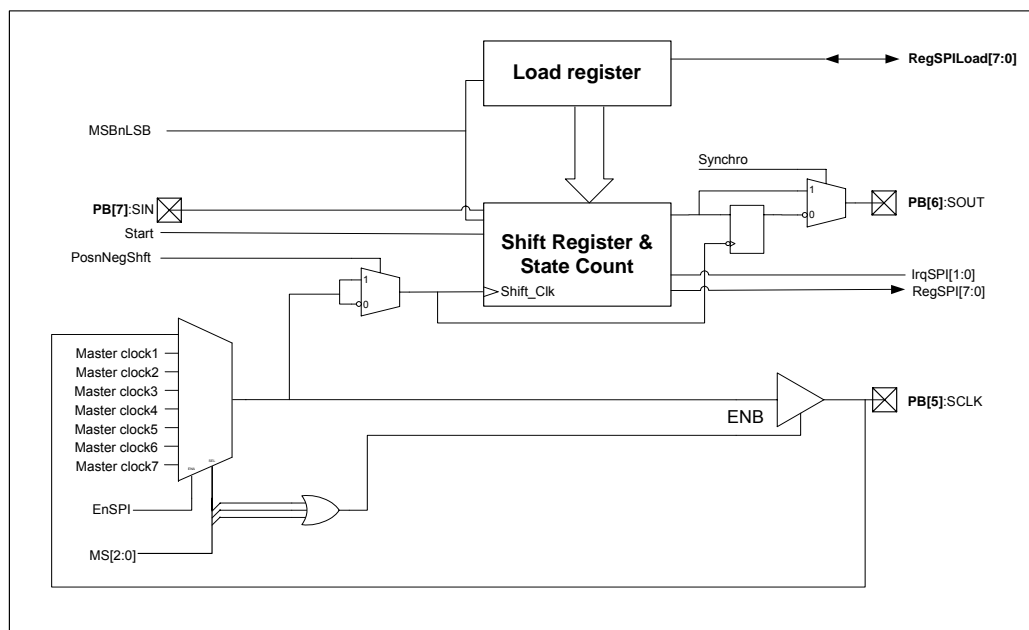 Load register
RegSPILoad[7:0]
MSBnLSB
Synchro
1
0
PB[7]:SIN
PB[6]:SOUT
Start
Shift Register &
State Count
PosnNegShft
1
0
Shift_Clk
IrqSPI[1:0]
RegSPI[7:0]
Master clock1
Master clock2
Master clock3
Master clock4
Master clock5
Master clock6
Master clock7
ENB
PB[5]:SCLK
EnSPI
MS[2:0]